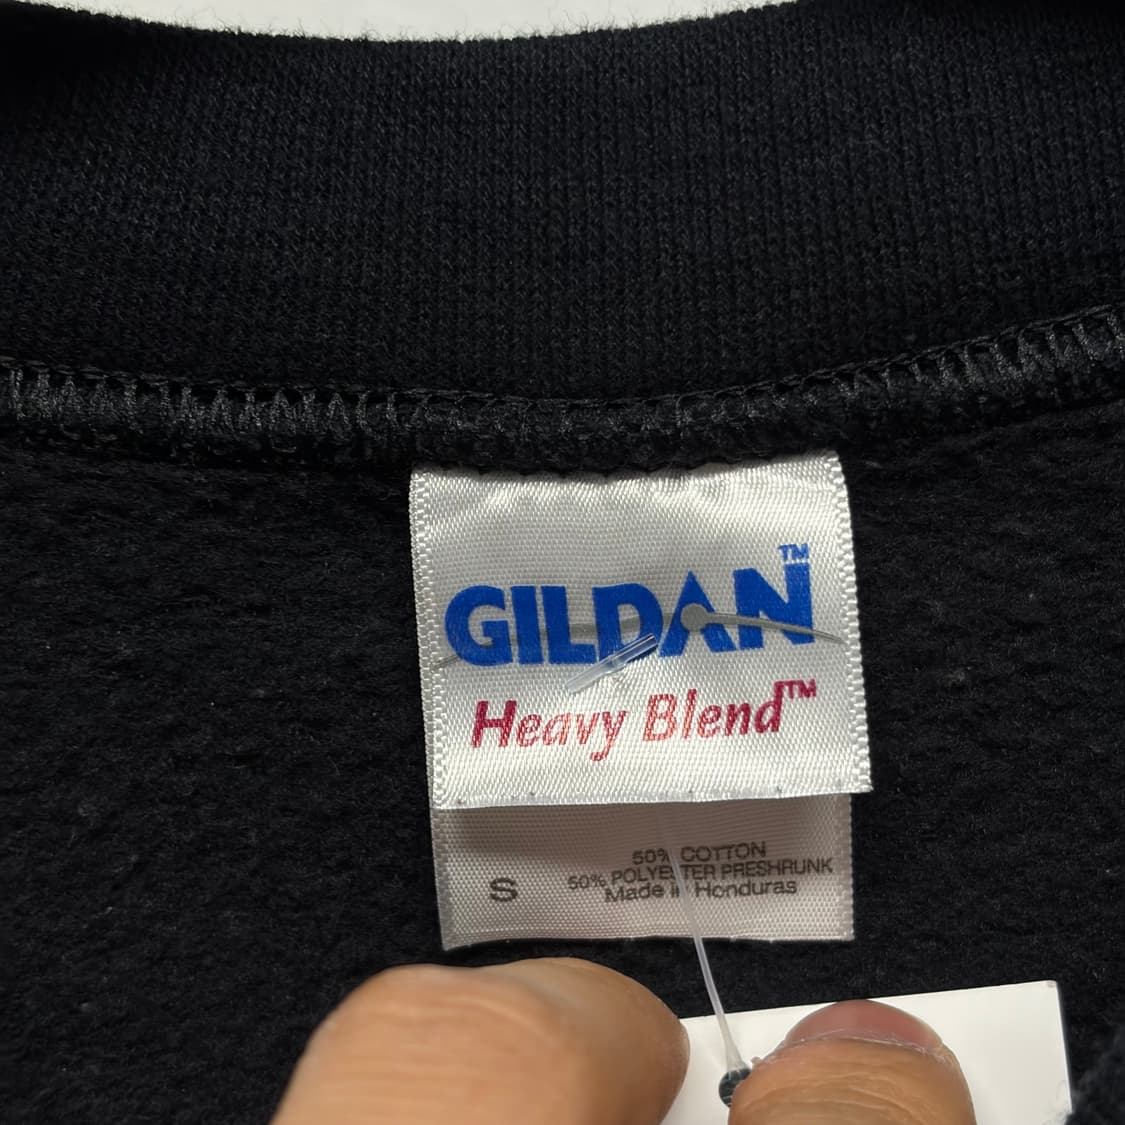 GILDAN™
Heavy Blend™
50% COTTON
50% POLYESTER PRESHRUNK
S
Made in Honduras